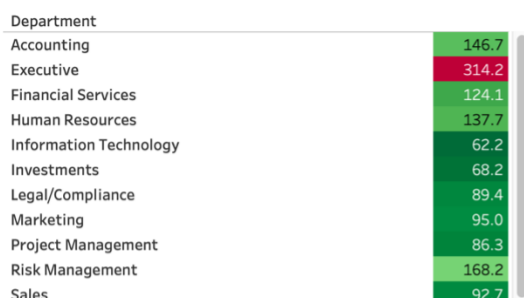 Department
Accounting 146.7
Executive 314.2
Financial Services 124.1
Human Resources 137.7
Information Technology 62.2
Investments 68.2
Legal/Compliance 89.4
Marketing 95.0
Project Management 86.3
Risk Management 168.2
Sales 92.7